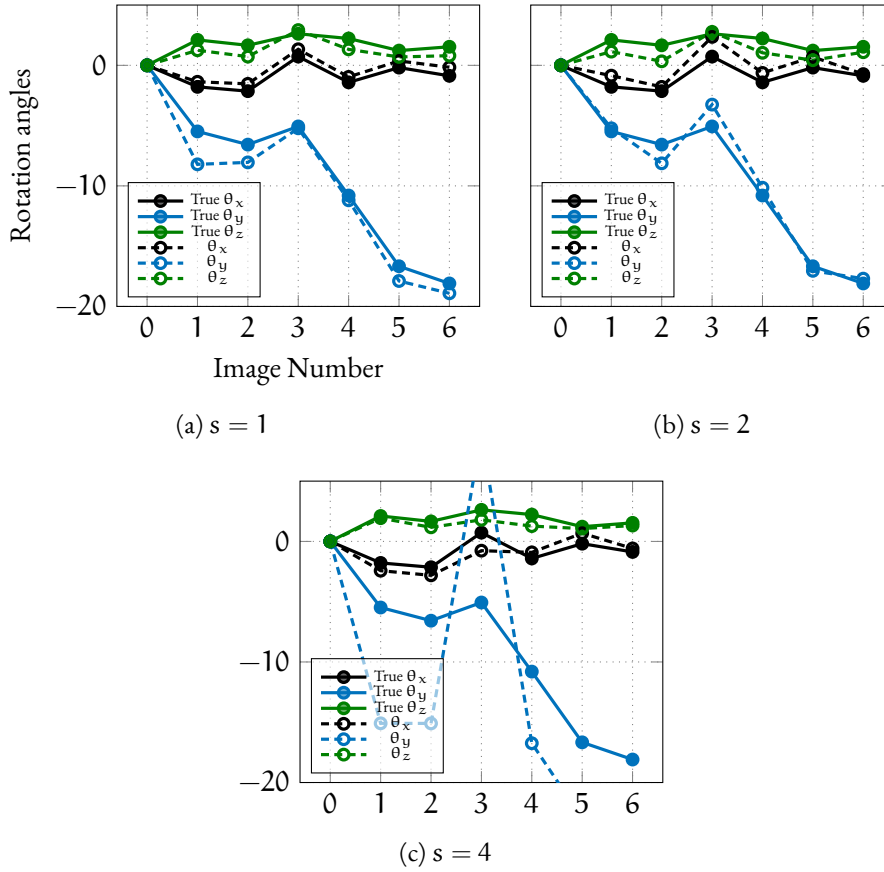 Rotation angles
0
−10
−20
True θx
True θy
True θz
θx
θy
θz
0 1 2 3 4 5 6
Image Number
(a) s = 1
0
−10
−20
True θx
True θy
True θz
θx
θy
θz
0 1 2 3 4 5 6
(b) s = 2
0
−10
−20
True θx
True θy
True θz
θx
θy
θz
0 1 2 3 4 5 6
(c) s = 4